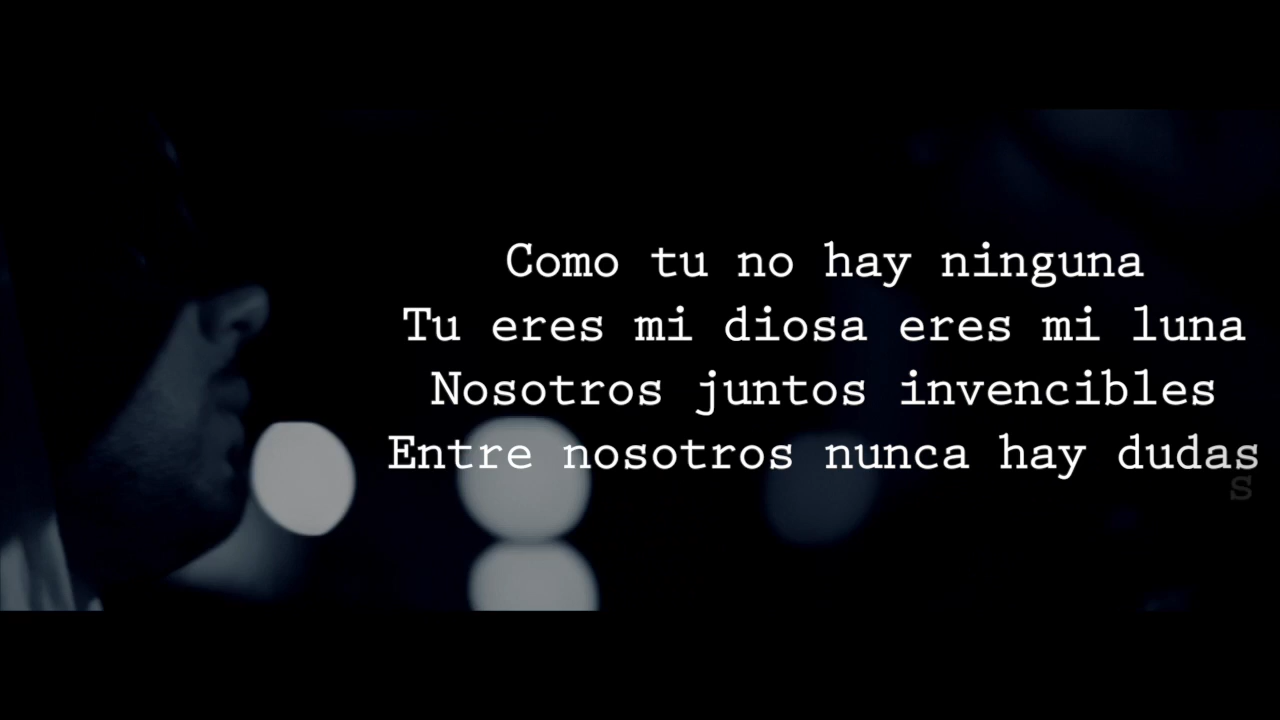 Como tu no hay ninguna
Tu eres mi diosa eres mi luna
Nosotros juntos invencibles
Entre nosotros nunca hay dudas
s